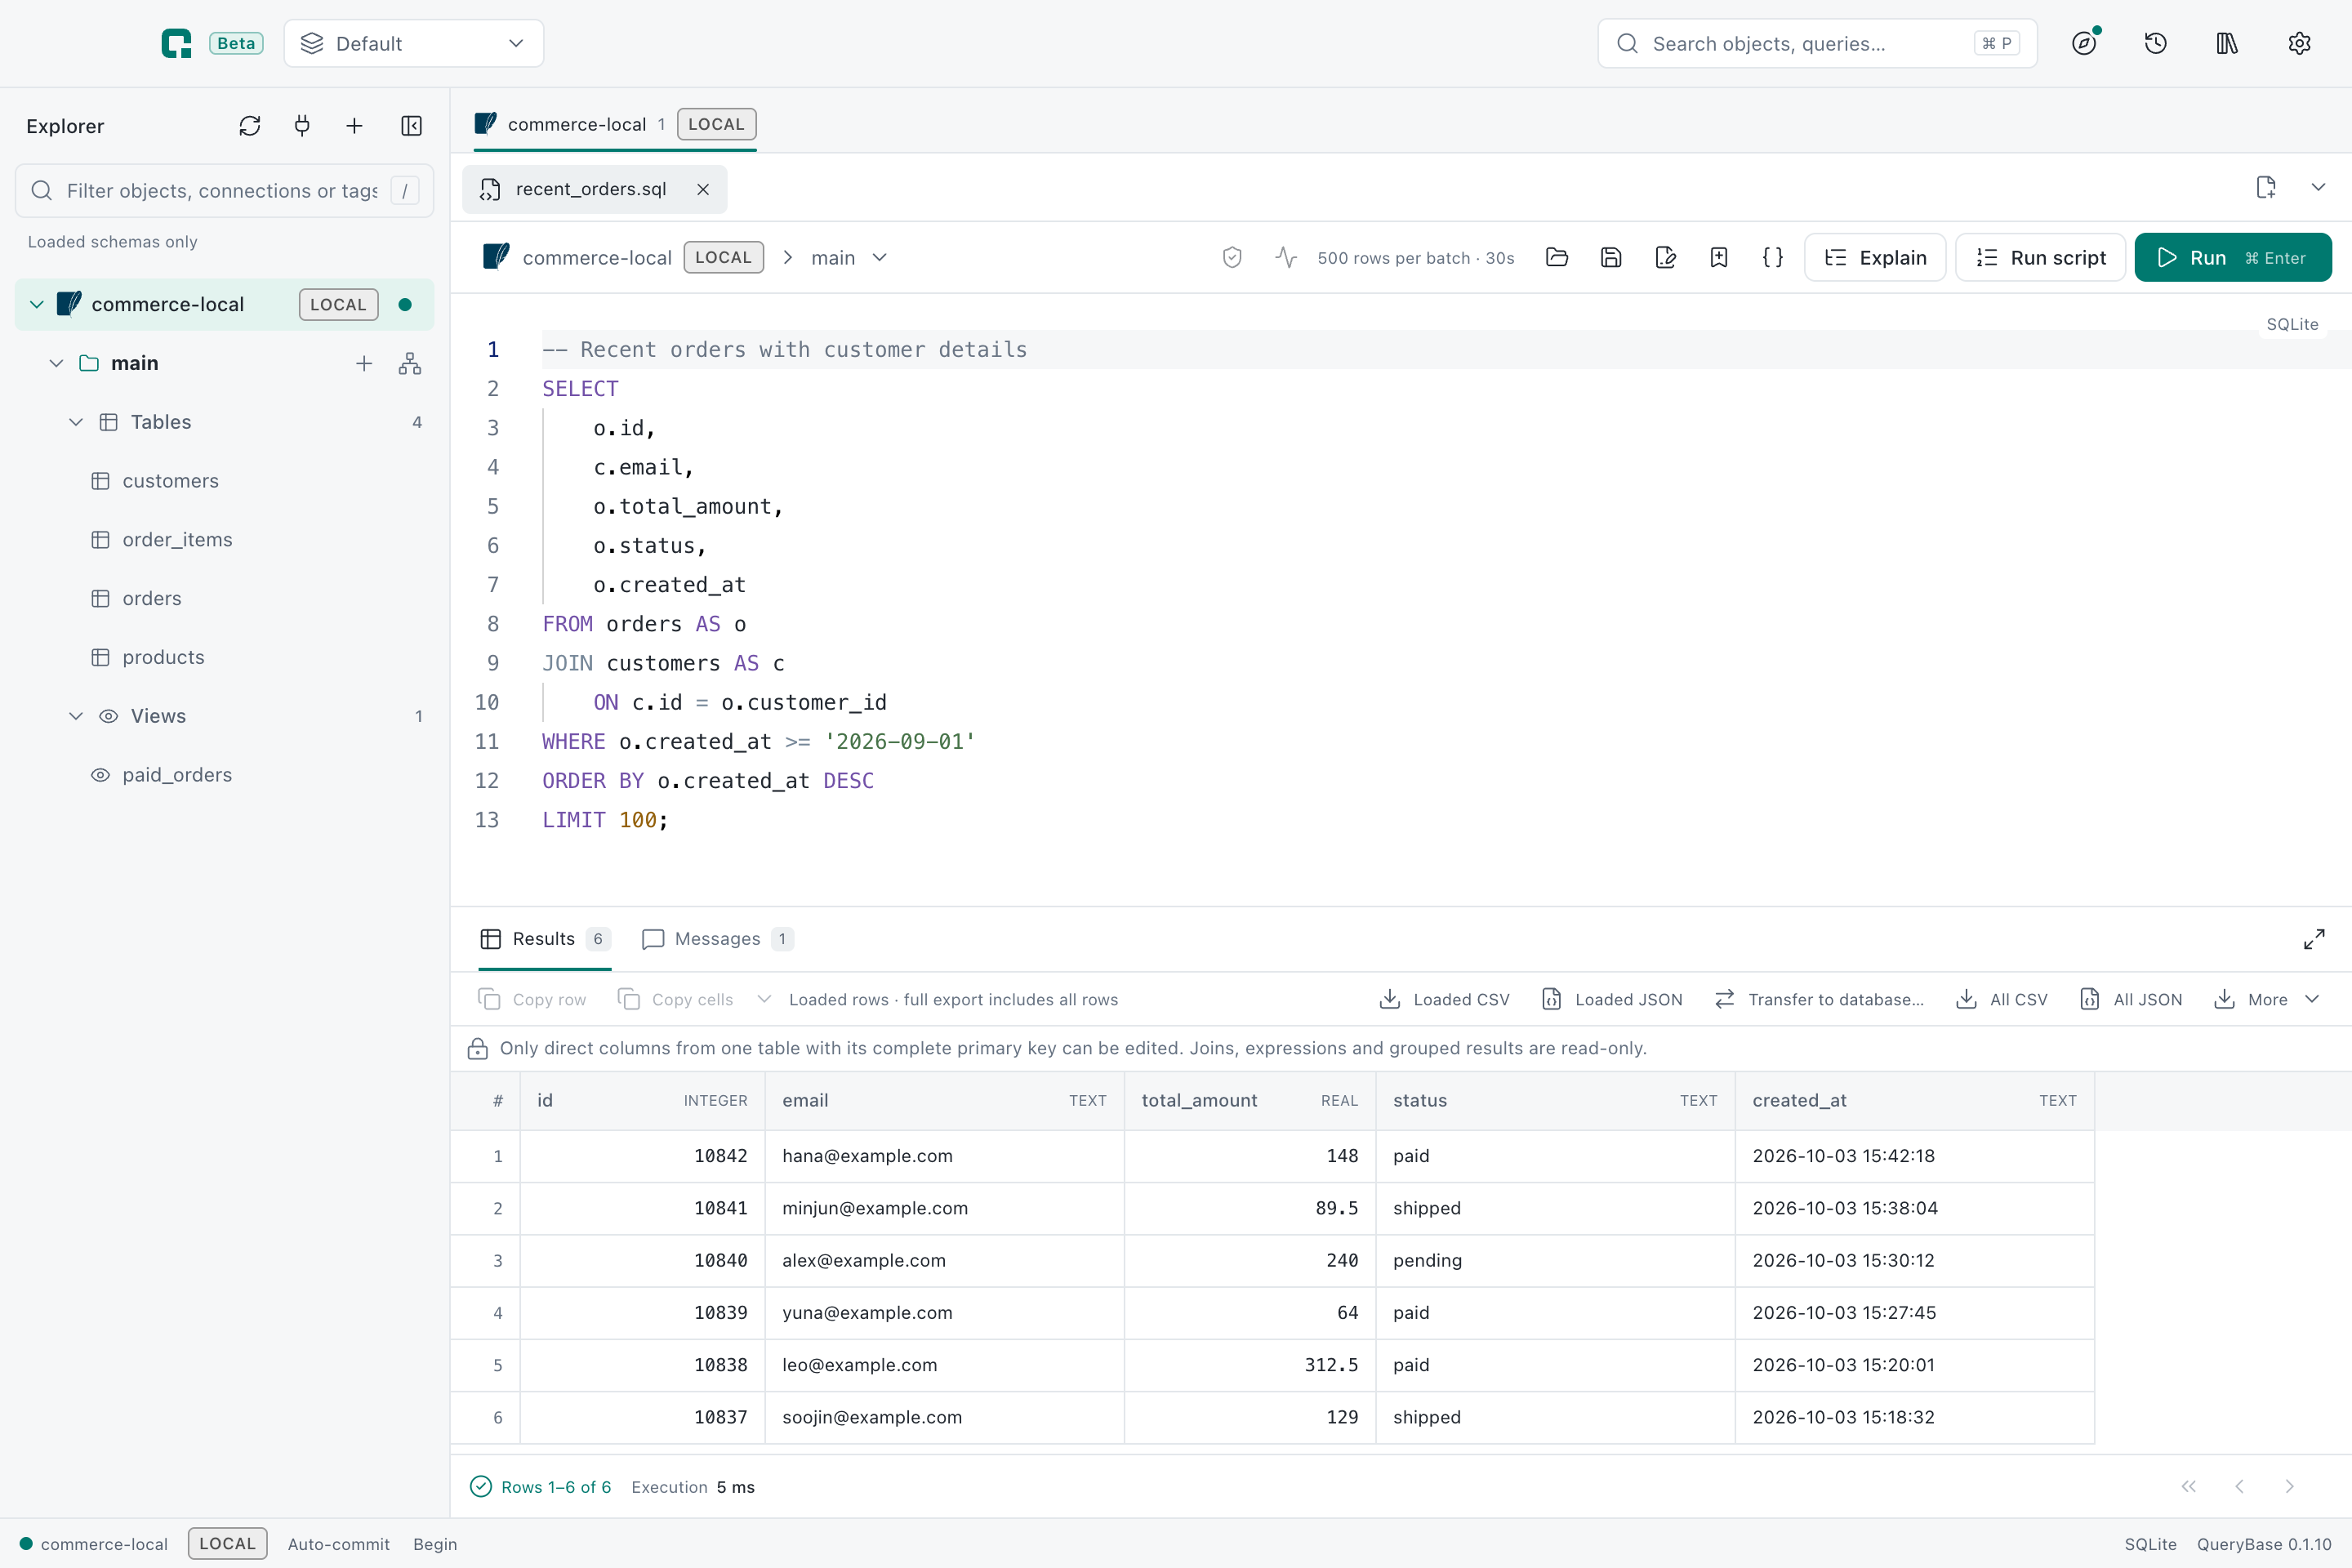 Beta
Default
Search objects, queries... ⌘ P
Explorer
Filter objects, connections or tags /
Loaded schemas only
commerce-local LOCAL
main
Tables 4
customers
order_items
orders
products
Views 1
paid_orders
commerce-local 1 LOCAL
recent_orders.sql
commerce-local LOCAL main
500 rows per batch · 30s
Explain
Run script
Run ⌘ Enter
SQLite
1 -- Recent orders with customer details
2 SELECT
3 o.id,
4 c.email,
5 o.total_amount,
6 o.status,
7 o.created_at
8 FROM orders AS o
9 JOIN customers AS c
10 ON c.id = o.customer_id
11 WHERE o.created_at >= '2026-09-01'
12 ORDER BY o.created_at DESC
13 LIMIT 100;
Results 6 Messages 1
Copy row Copy cells Loaded rows · full export includes all rows Loaded CSV Loaded JSON Transfer to database... All CSV All JSON More
Only direct columns from one table with its complete primary key can be edited. Joins, expressions and grouped results are read-only.
# id INTEGER email TEXT total_amount REAL status TEXT created_at TEXT
1 10842 hana@example.com 148 paid 2026-10-03 15:42:18
2 10841 minjun@example.com 89.5 shipped 2026-10-03 15:38:04
3 10840 alex@example.com 240 pending 2026-10-03 15:30:12
4 10839 yuna@example.com 64 paid 2026-10-03 15:27:45
5 10838 leo@example.com 312.5 paid 2026-10-03 15:20:01
6 10837 soojin@example.com 129 shipped 2026-10-03 15:18:32
Rows 1–6 of 6 Execution 5 ms
commerce-local LOCAL Auto-commit Begin SQLite QueryBase 0.1.10